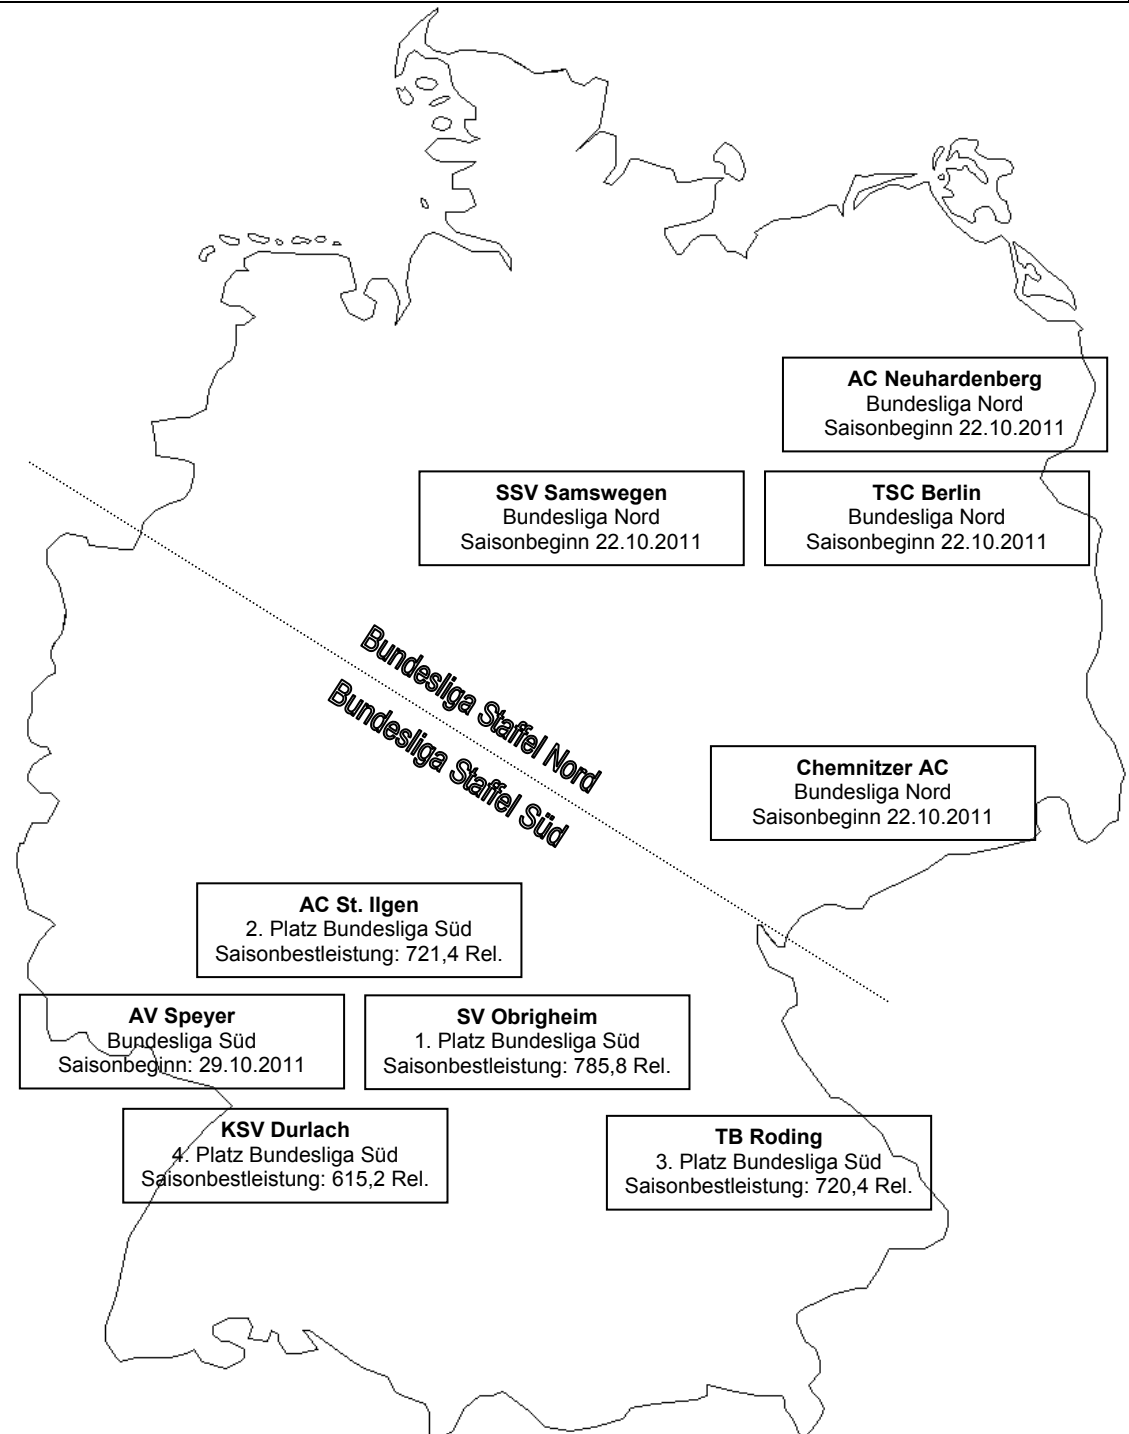 AC Neuhardenberg
Bundesliga Nord
Saisonbeginn 22.10.2011
SSV Samswegen
Bundesliga Nord
Saisonbeginn 22.10.2011
TSC Berlin
Bundesliga Nord
Saisonbeginn 22.10.2011
Bundesliga Staffel Nord
Bundesliga Staffel Süd
Chemnitzer AC
Bundesliga Nord
Saisonbeginn 22.10.2011
AC St. Ilgen
2. Platz Bundesliga Süd
Saisonbestleistung: 721,4 Rel.
AV Speyer
Bundesliga Süd
Saisonbeginn: 29.10.2011
SV Obrigheim
1. Platz Bundesliga Süd
Saisonbestleistung: 785,8 Rel.
KSV Durlach
4. Platz Bundesliga Süd
Saisonbestleistung: 615,2 Rel.
TB Roding
3. Platz Bundesliga Süd
Saisonbestleistung: 720,4 Rel.